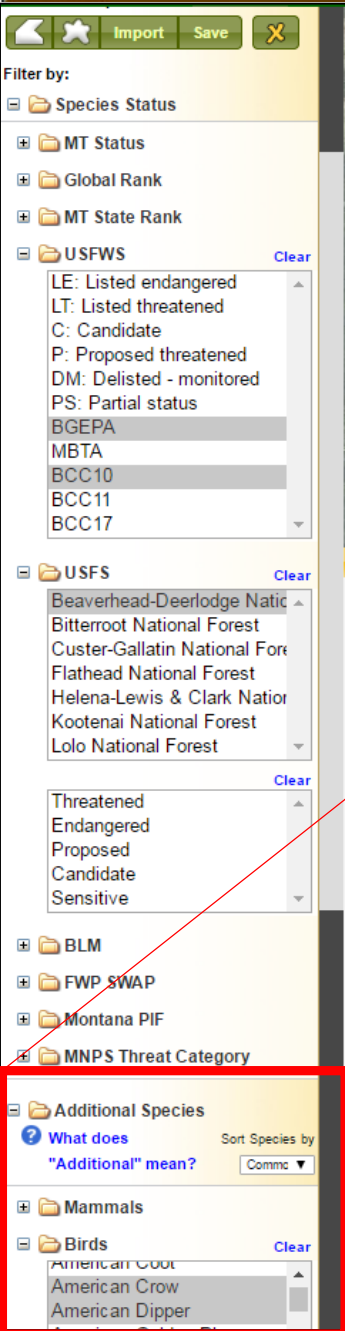 Import Save
Filter by:
Species Status
MT Status
Global Rank
MT State Rank
USFWS Clear
LE: Listed endangered
LT: Listed threatened
C: Candidate
P: Proposed threatened
DM: Delisted - monitored
PS: Partial status
BGEPA
MBTA
BCC10
BCC11
BCC17
USFS Clear
Beaverhead-Deerlodge Natic
Bitterroot National Forest
Custer-Gallatin National Fore
Flathead National Forest
Helena-Lewis & Clark Nation
Kootenai National Forest
Lolo National Forest
Clear
Threatened
Endangered
Proposed
Candidate
Sensitive
BLM
FWP SWAP
Montana PIF
MNPS Threat Category
Additional Species
What does Sort Species by
"Additional" mean? Commc
Mammals
Birds Clear
American Coot
American Crow
American Dipper